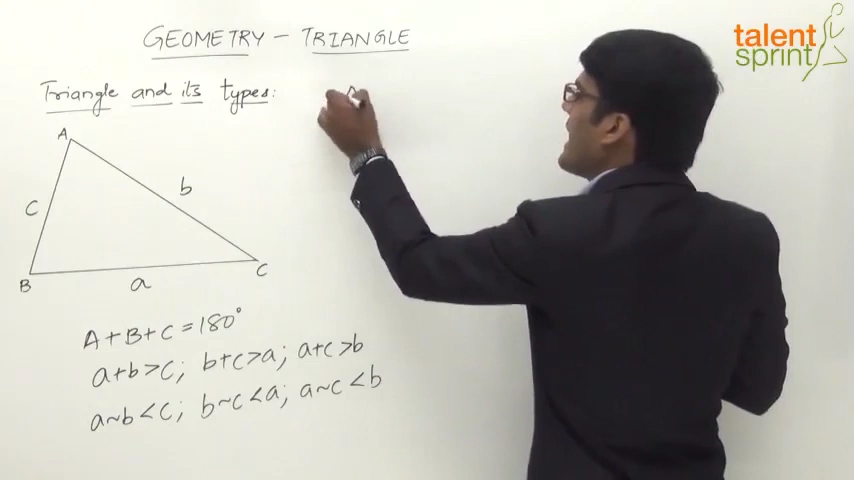 GEOMETRY - TRIANGLE
talent
sprint
Triangle and its types:
A
c
b
B
a
C
A+B+C=180°
a+b>c; b+c>a; a+c>b
a~b<c; b~c<a; a~c<b